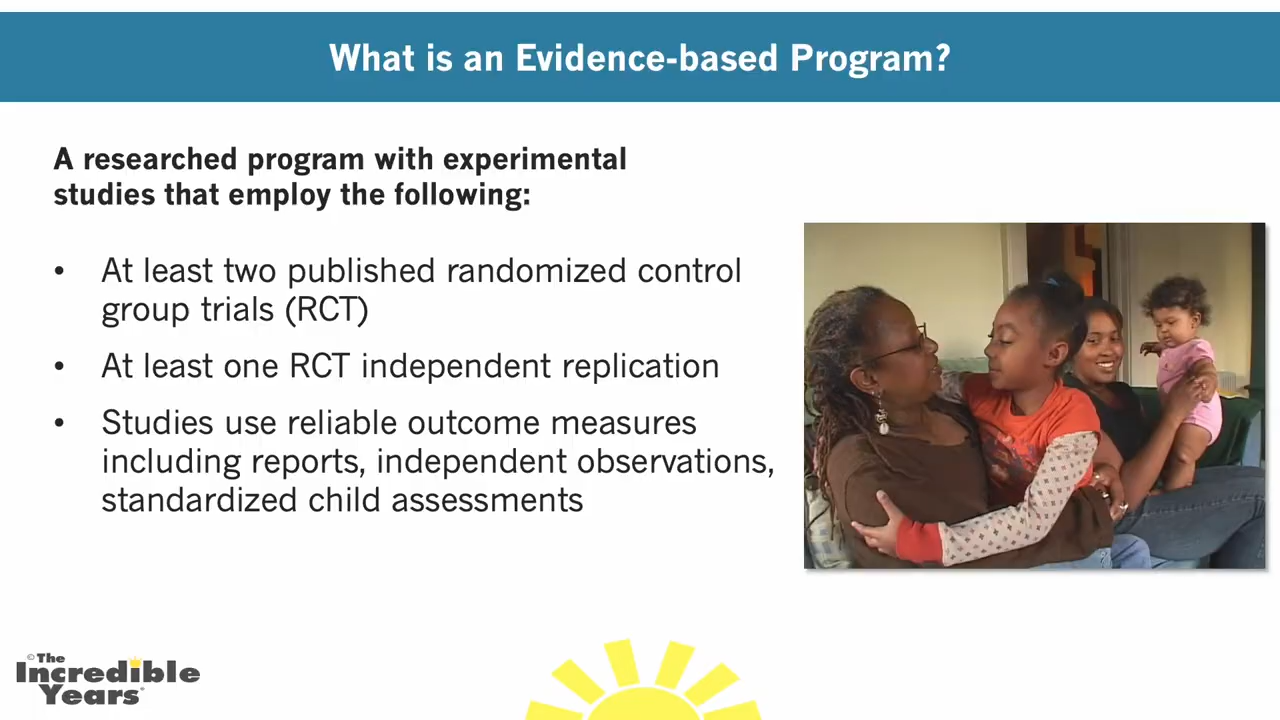 What is an Evidence-based Program?
A researched program with experimental
studies that employ the following:
• At least two published randomized control
group trials (RCT)
• At least one RCT independent replication
• Studies use reliable outcome measures
including reports, independent observations,
standardized child assessments
©The
Incredible
Years®